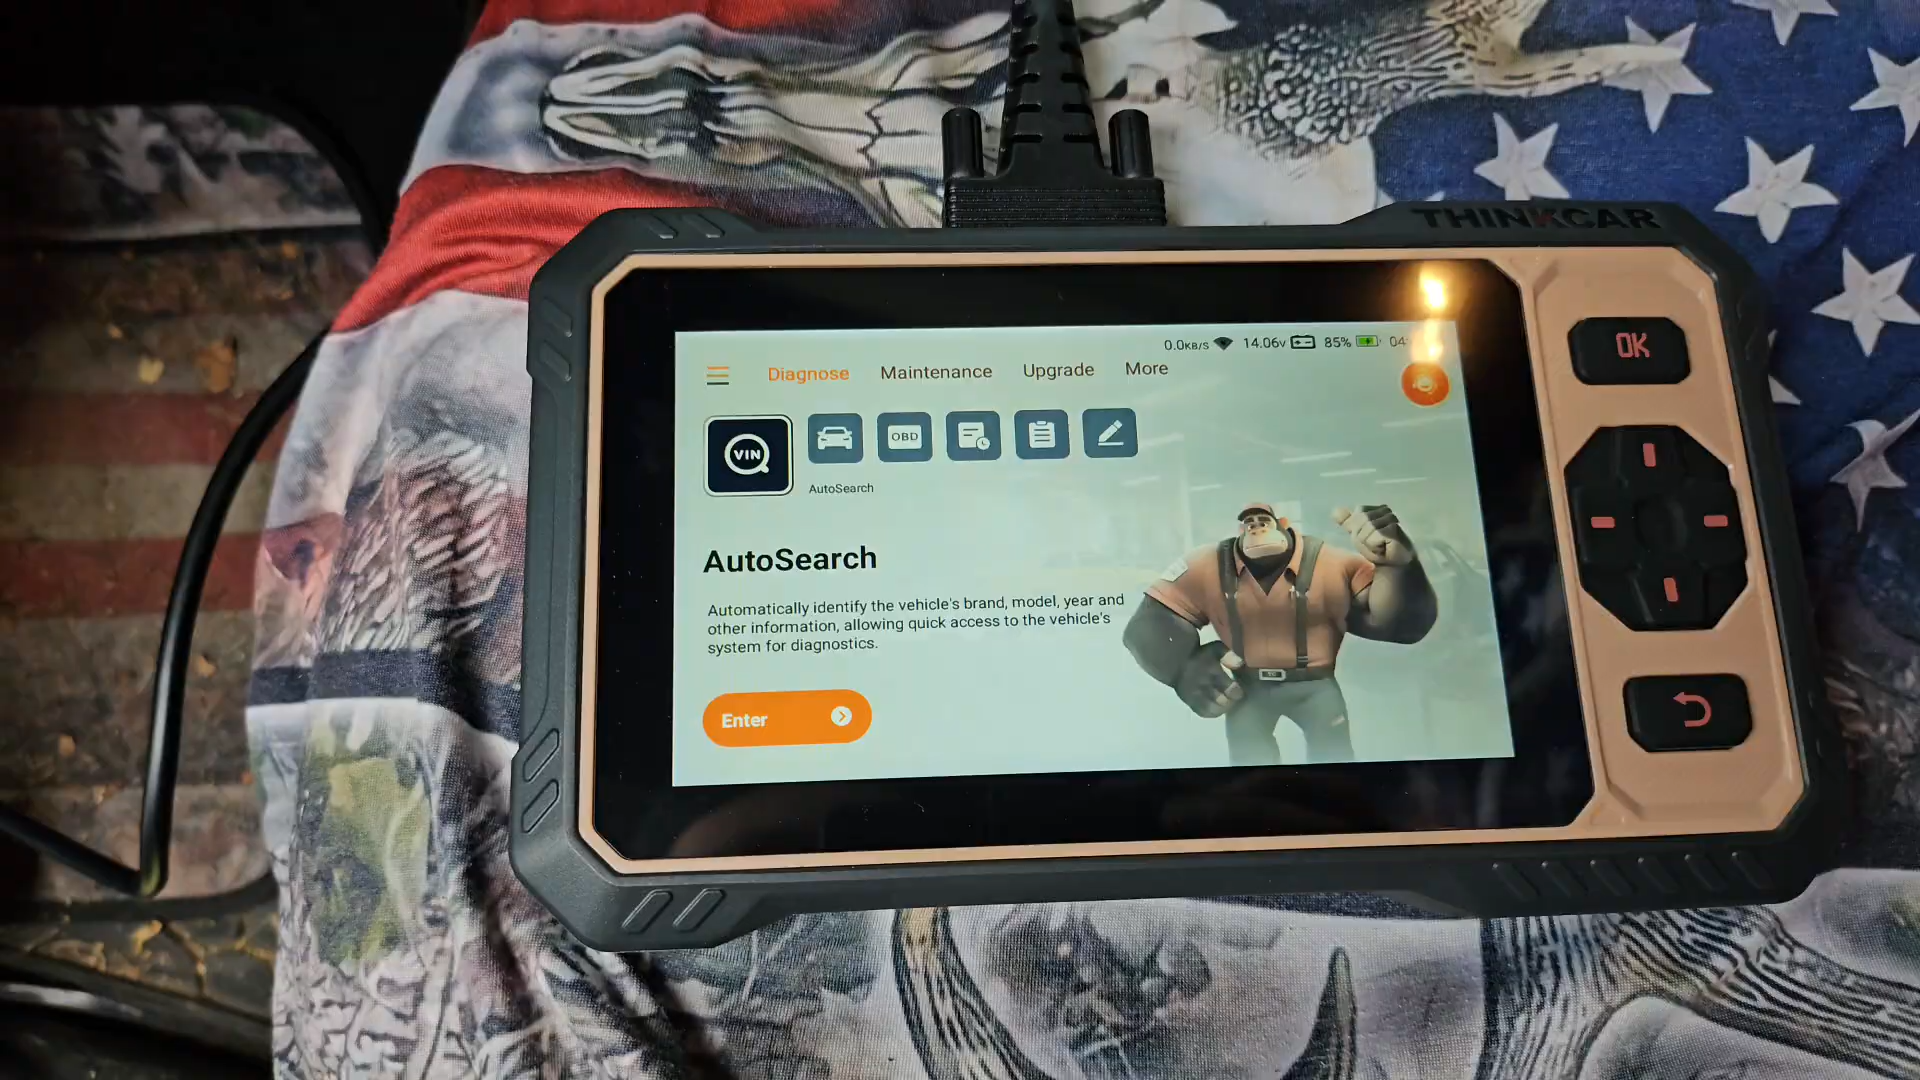 THINKCAR
0.0KB/S 14.06V 85% 04:
Diagnose Maintenance Upgrade More
OK
VIN OBD
AutoSearch
AutoSearch
Automatically identify the vehicle's brand, model, year and
other information, allowing quick access to the vehicle's
system for diagnostics.
Enter